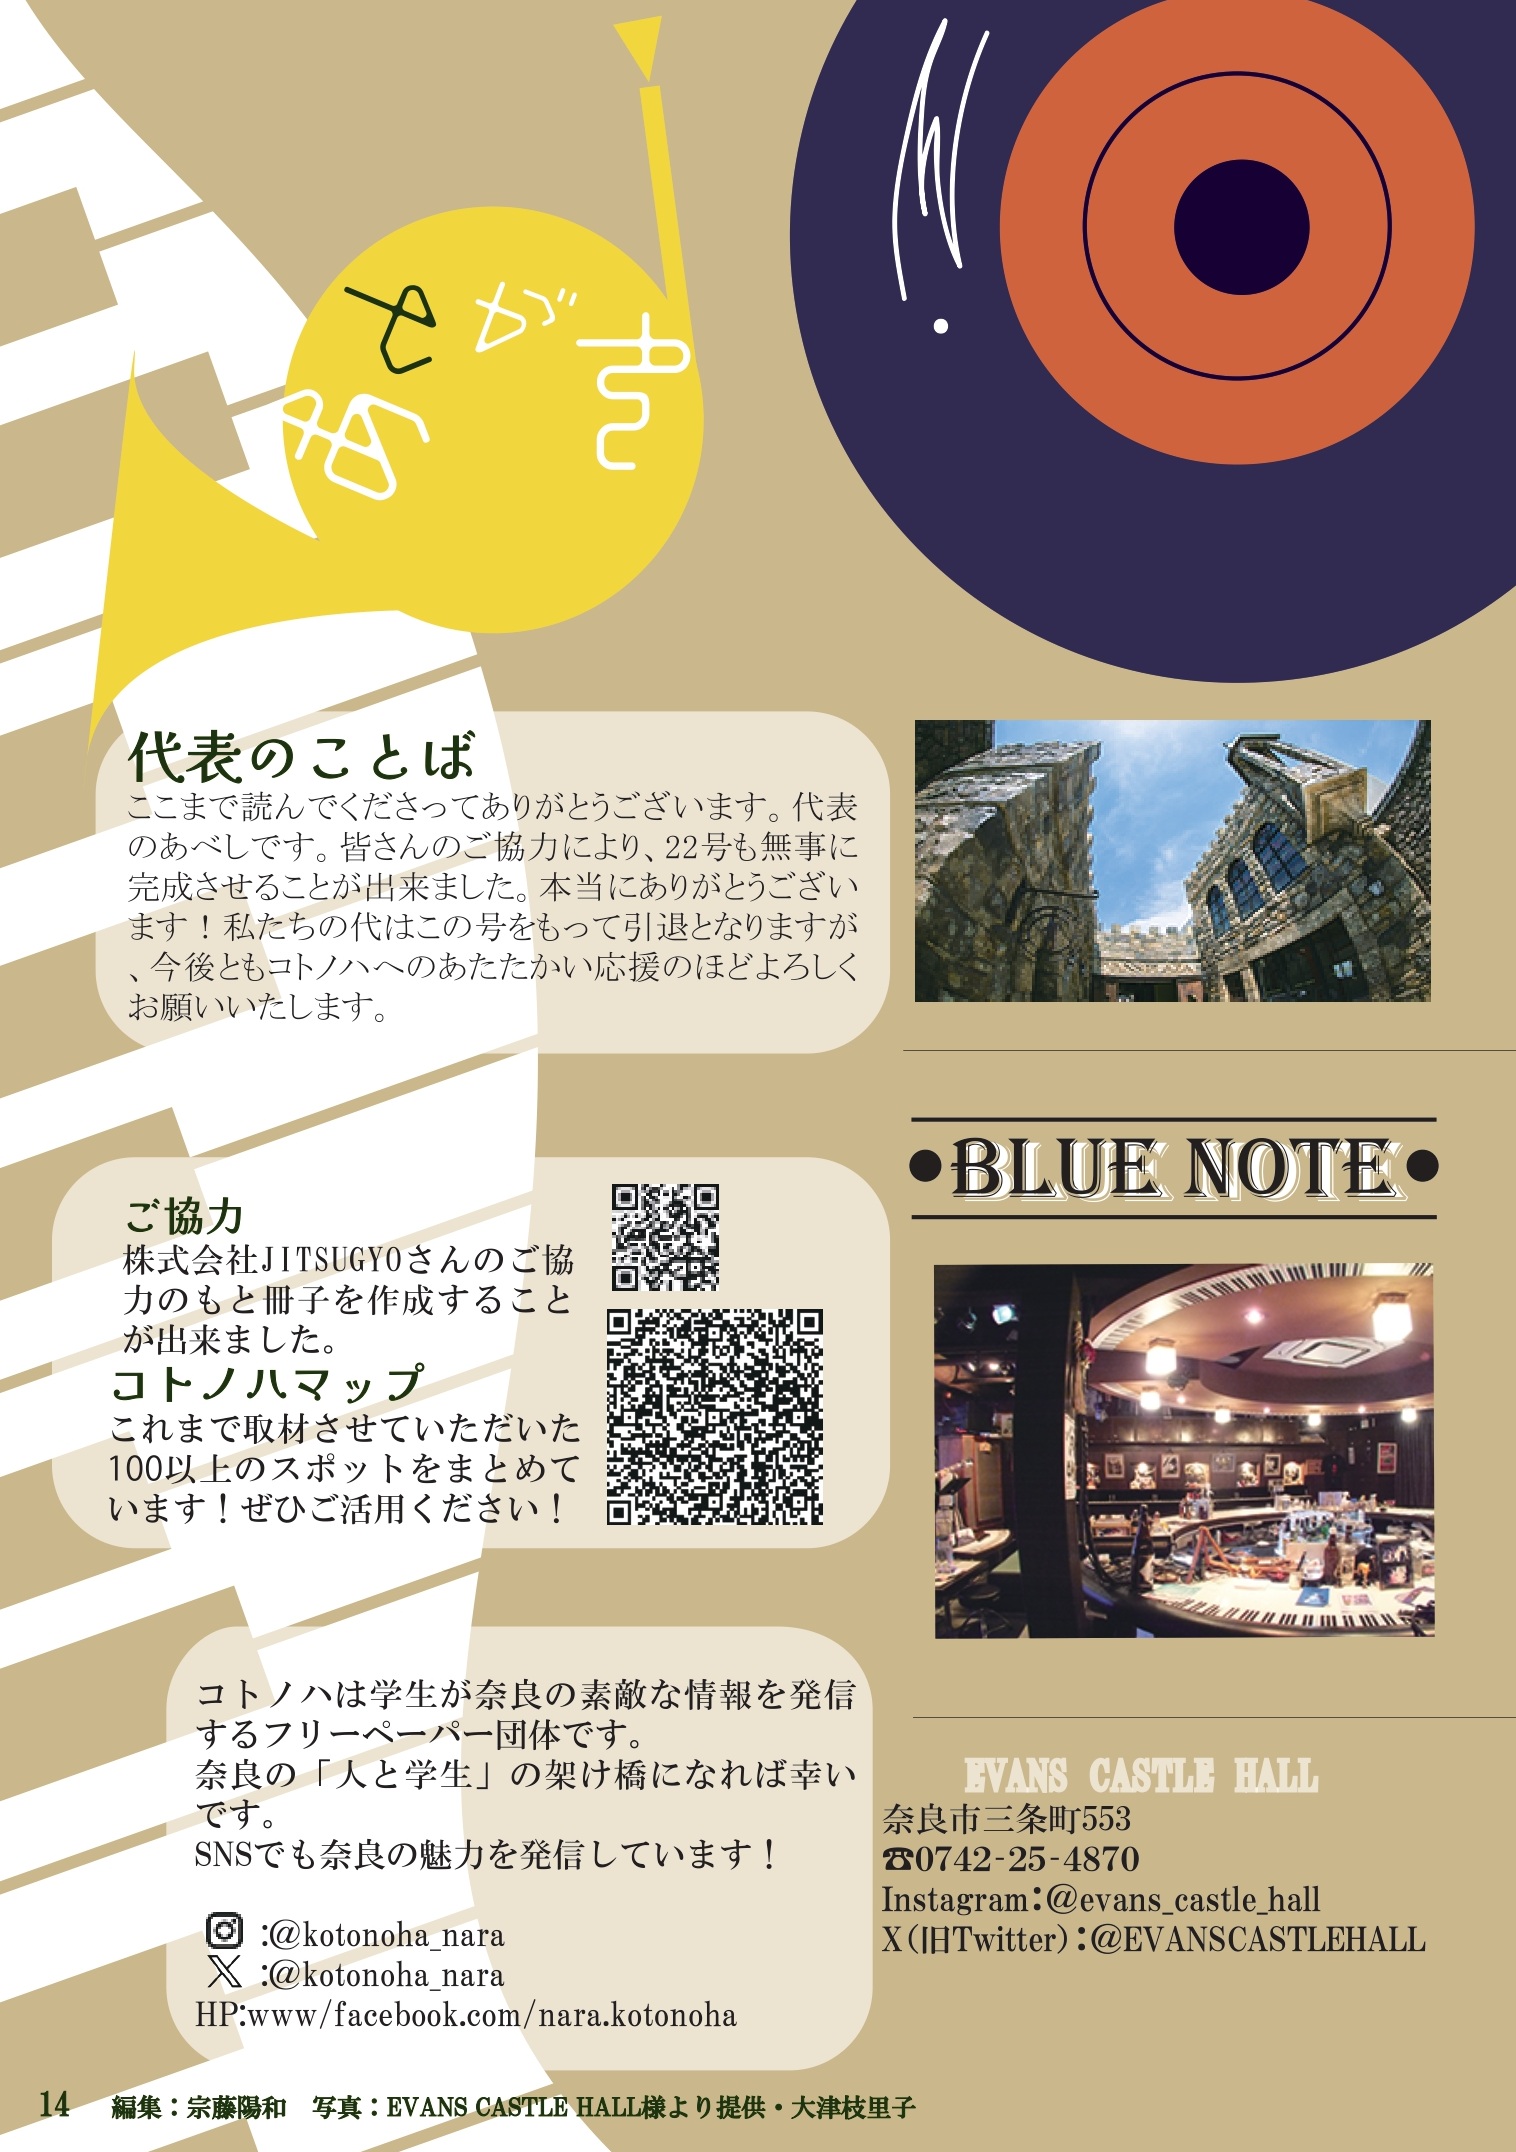 あとがき
代表のことば
ここまで読んでくださってありがとうございます。代表
のあべしです。皆さんのご協力により、22号も無事に
完成させることが出来ました。本当にありがとうござい
ます！私たちの代はこの号をもって引退となりますが
、今後ともコトノハへのあたたかい応援のほどよろしく
お願いいたします。
ご協力
株式会社JITSUGYOさんのご協
力のもと冊子を作成すること
が出来ました。
コトノハマップ
これまで取材させていただいた
100以上のスポットをまとめて
います！ぜひご活用ください！
コトノハは学生が奈良の素敵な情報を発信
するフリーペーパー団体です。
奈良の「人と学生」の架け橋になれば幸い
です。
SNSでも奈良の魅力を発信しています！
:@kotonoha_nara
:@kotonoha_nara
HP:www/facebook.com/nara.kotonoha
•BLUE NOTE•
EVANS CASTLE HALL
奈良市三条町553
☎0742-25-4870
Instagram：@evans_castle_hall
X（旧Twitter）：@EVANSCASTLEHALL
14 編集：宗藤陽和　写真：EVANS CASTLE HALL様より提供・大津枝里子